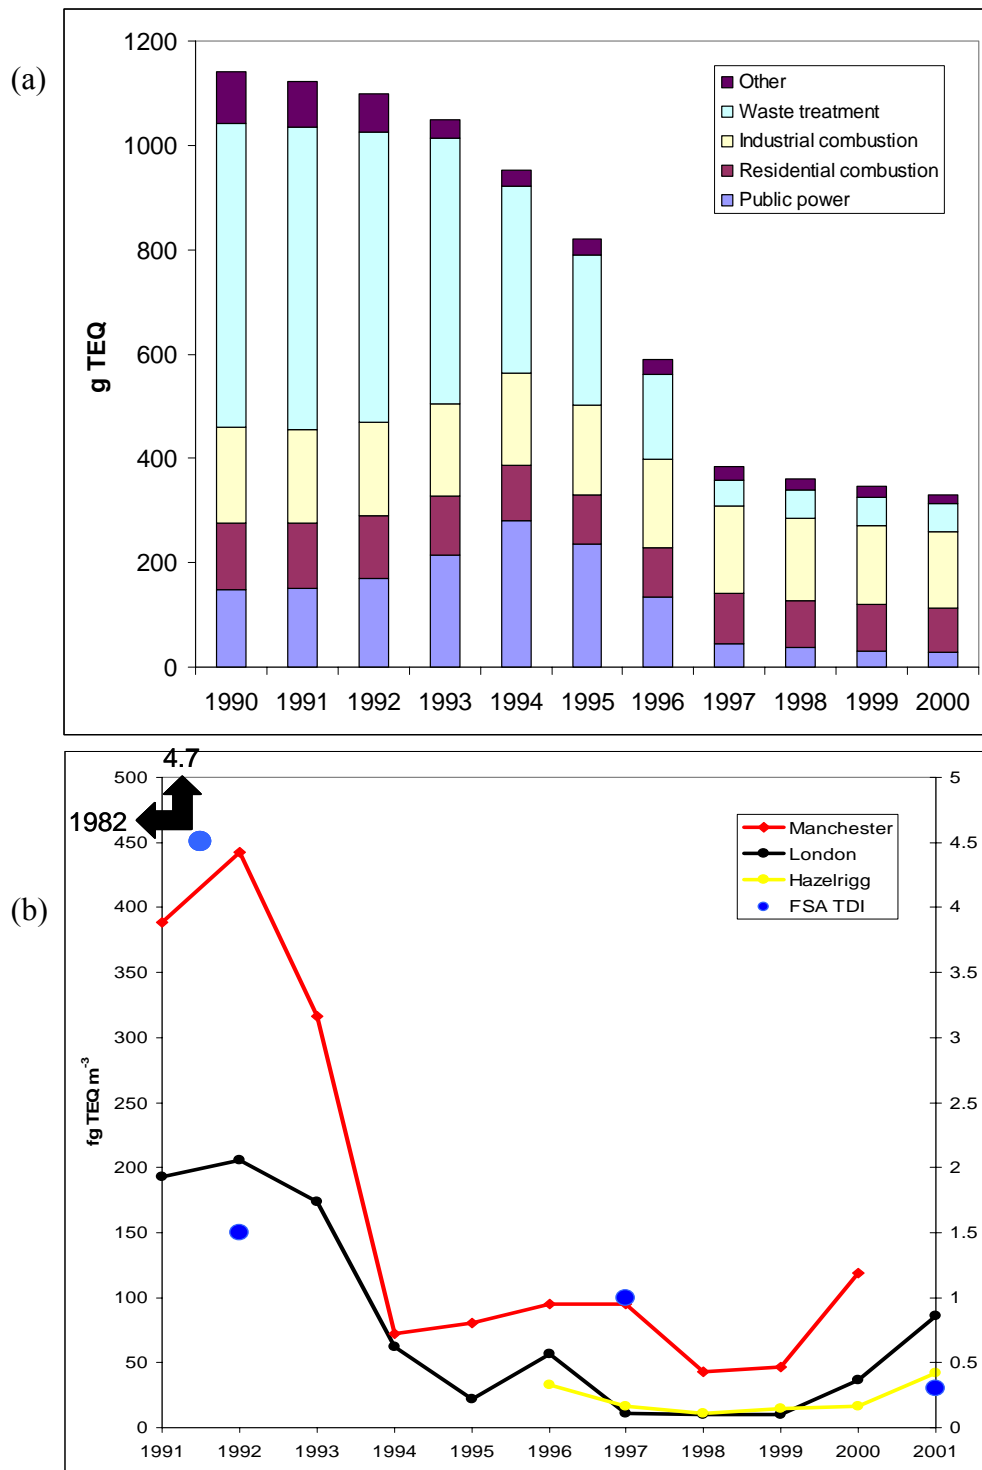 (a)
1200
1000
800
600
400
200
0
g TEQ
Other
Waste treatment
Industrial combustion
Residential combustion
Public power
1990 1991 1992 1993 1994 1995 1996 1997 1998 1999 2000
(b)
4.7
1982
500
450
400
350
300
250
200
150
100
50
0
fg TEQ m⁻³
Manchester
London
Hazelrigg
FSA TDI
5
4.5
4
3.5
3
2.5
2
1.5
1
0.5
0
1991 1992 1993 1994 1995 1996 1997 1998 1999 2000 2001